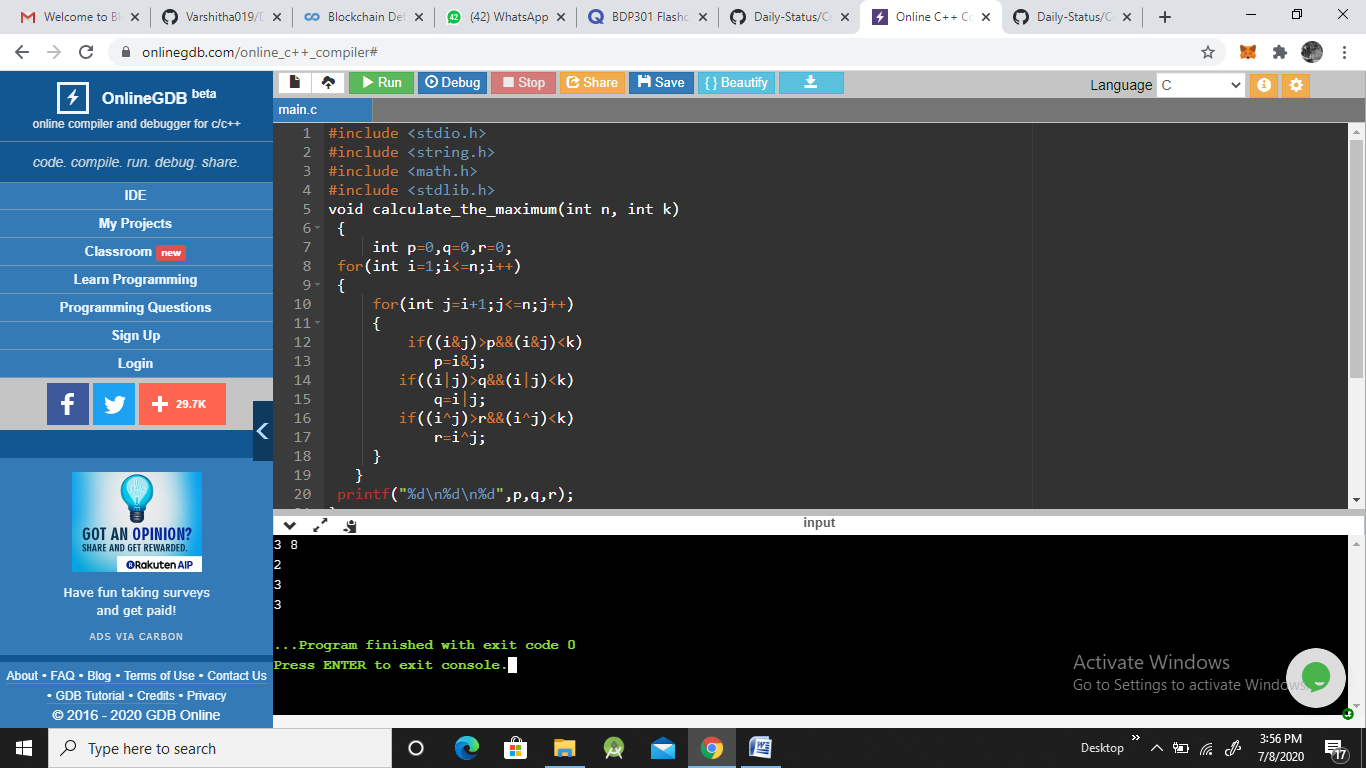 Welcome to Bl
Varshitha019/D
Blockchain Def
(42) WhatsApp
BDP301 Flashc
Daily-Status/C
Online C++ Co
Daily-Status/C
onlinegdb.com/online_c++_compiler#
OnlineGDB beta
online compiler and debugger for c/c++
code. compile. run. debug. share.
IDE
My Projects
Classroom new
Learn Programming
Programming Questions
Sign Up
Login
f
29.7K
GOT AN OPINION?
SHARE AND GET REWARDED.
Rakuten AIP
Have fun taking surveys
and get paid!
ADS VIA CARBON
About • FAQ • Blog • Terms of Use • Contact Us
• GDB Tutorial • Credits • Privacy
© 2016 - 2020 GDB Online
Run Debug Stop Share Save { } Beautify
Language C
main.c
1 #include <stdio.h>
2 #include <string.h>
3 #include <math.h>
4 #include <stdlib.h>
5 void calculate_the_maximum(int n, int k)
6 {
7 int p=0,q=0,r=0;
8 for(int i=1;i<=n;i++)
9 {
10 for(int j=i+1;j<=n;j++)
11 {
12 if((i&j)>p&&(i&j)<k)
13 p=i&j;
14 if((i|j)>q&&(i|j)<k)
15 q=i|j;
16 if((i^j)>r&&(i^j)<k)
17 r=i^j;
18 }
19 }
20 printf("%d\n%d\n%d",p,q,r);
input
3 8
2
3
3
...Program finished with exit code 0
Press ENTER to exit console.
Activate Windows
Go to Settings to activate Windows.
Type here to search
Desktop
3:56 PM
7/8/2020
17